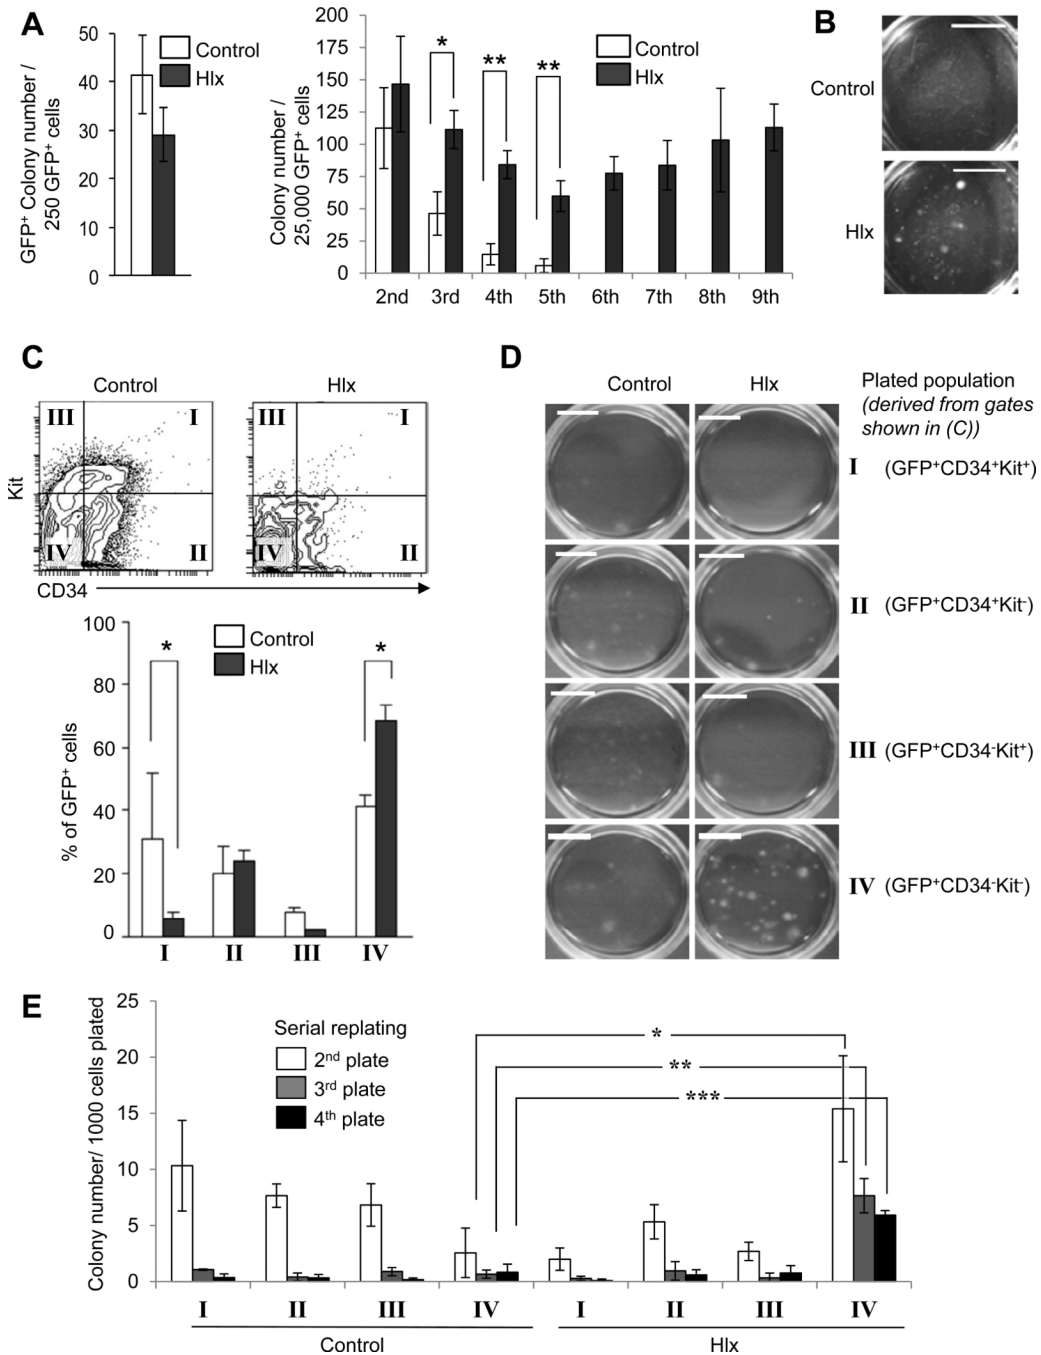 A
GFP+ Colony number /
250 GFP+ cells
50
40
30
20
10
0
Control
Hlx
Colony number /
25,000 GFP+ cells
200
175
150
125
100
75
50
25
0
*
**
**
Control
Hlx
2nd 3rd 4th 5th 6th 7th 8th 9th
B
Control
Hlx
C
Control Hlx
III I III I
Kit
IV II IV II
CD34
% of GFP+ cells
100
80
60
40
20
0
Control
Hlx
* *
I II III IV
D
Control Hlx
Plated population
(derived from gates
shown in (C))
I (GFP+CD34+Kit+)
II (GFP+CD34+Kit-)
III (GFP+CD34-Kit+)
IV (GFP+CD34-Kit-)
E
Colony number/ 1000 cells plated
25
20
15
10
5
0
Serial replating
2nd plate
3rd plate
4th plate
*
**
***
I II III IV I II III IV
Control Hlx